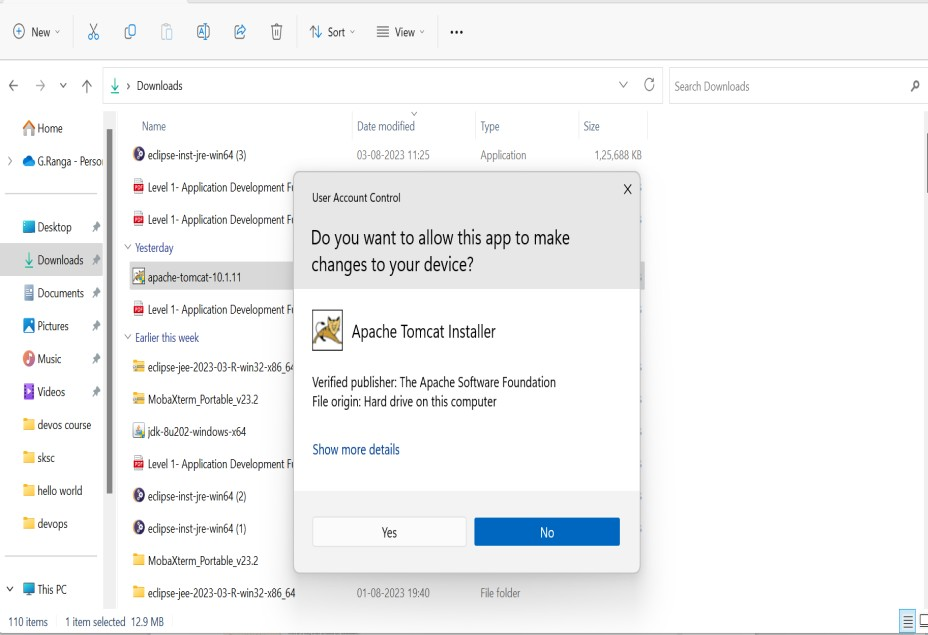 New
Sort
View
Downloads
Search Downloads
Name
Date modified
Type
Size
Home
G.Ranga - Perso
Desktop
Downloads
Documents
Pictures
Music
Videos
devos course
sksc
hello world
devops
This PC
eclipse-inst-jre-win64 (3)
03-08-2023 11:25
Application
1,25,688 KB
Level 1- Application Development F
Level 1- Application Development F
Yesterday
apache-tomcat-10.1.11
Level 1- Application Development F
Earlier this week
eclipse-jee-2023-03-R-win32-x86_64
MobaXterm_Portable_v23.2
jdk-8u202-windows-x64
Level 1- Application Development F
eclipse-inst-jre-win64 (2)
eclipse-inst-jre-win64 (1)
MobaXterm_Portable_v23.2
eclipse-jee-2023-03-R-win32-x86_64
01-08-2023 19:40
File folder
User Account Control
X
Do you want to allow this app to make
changes to your device?
Apache Tomcat Installer
Verified publisher: The Apache Software Foundation
File origin: Hard drive on this computer
Show more details
Yes
No
110 items
1 item selected 12.9 MB